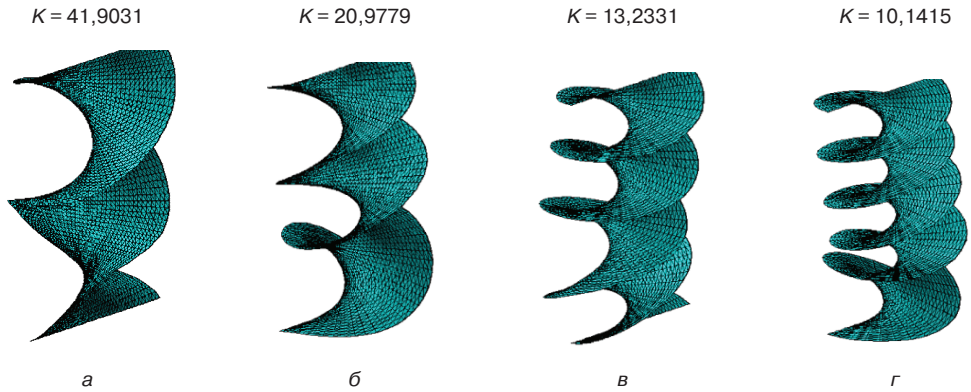 K = 41,9031 K = 20,9779 K = 13,2331 K = 10,1415
а б в г